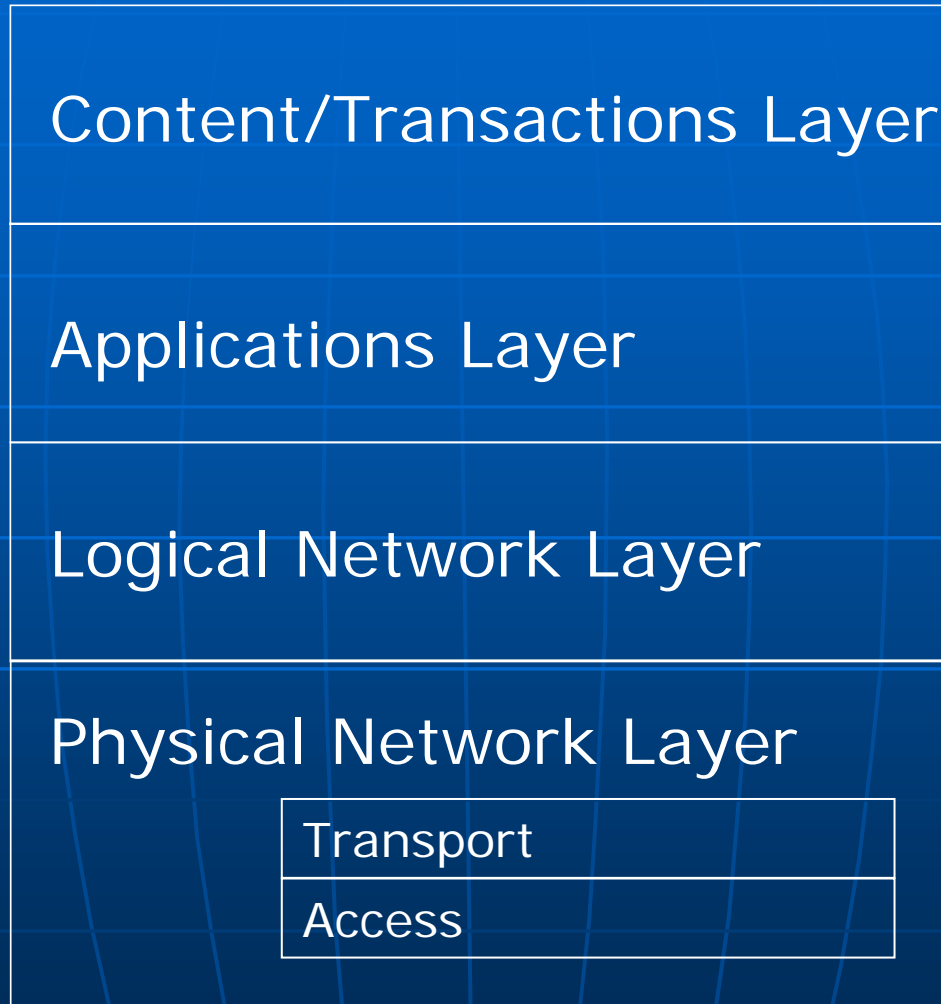 Content/Transactions Layer
Applications Layer
Logical Network Layer
Physical Network Layer
Transport
Access